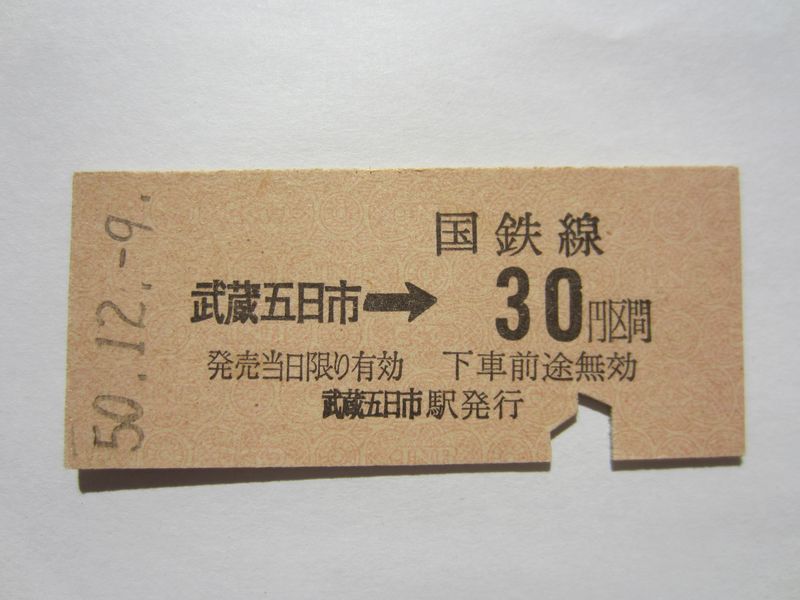 50.12.-9.
国鉄線
武蔵五日市→30円区間
発売当日限り有効 下車前途無効
武蔵五日市駅発行